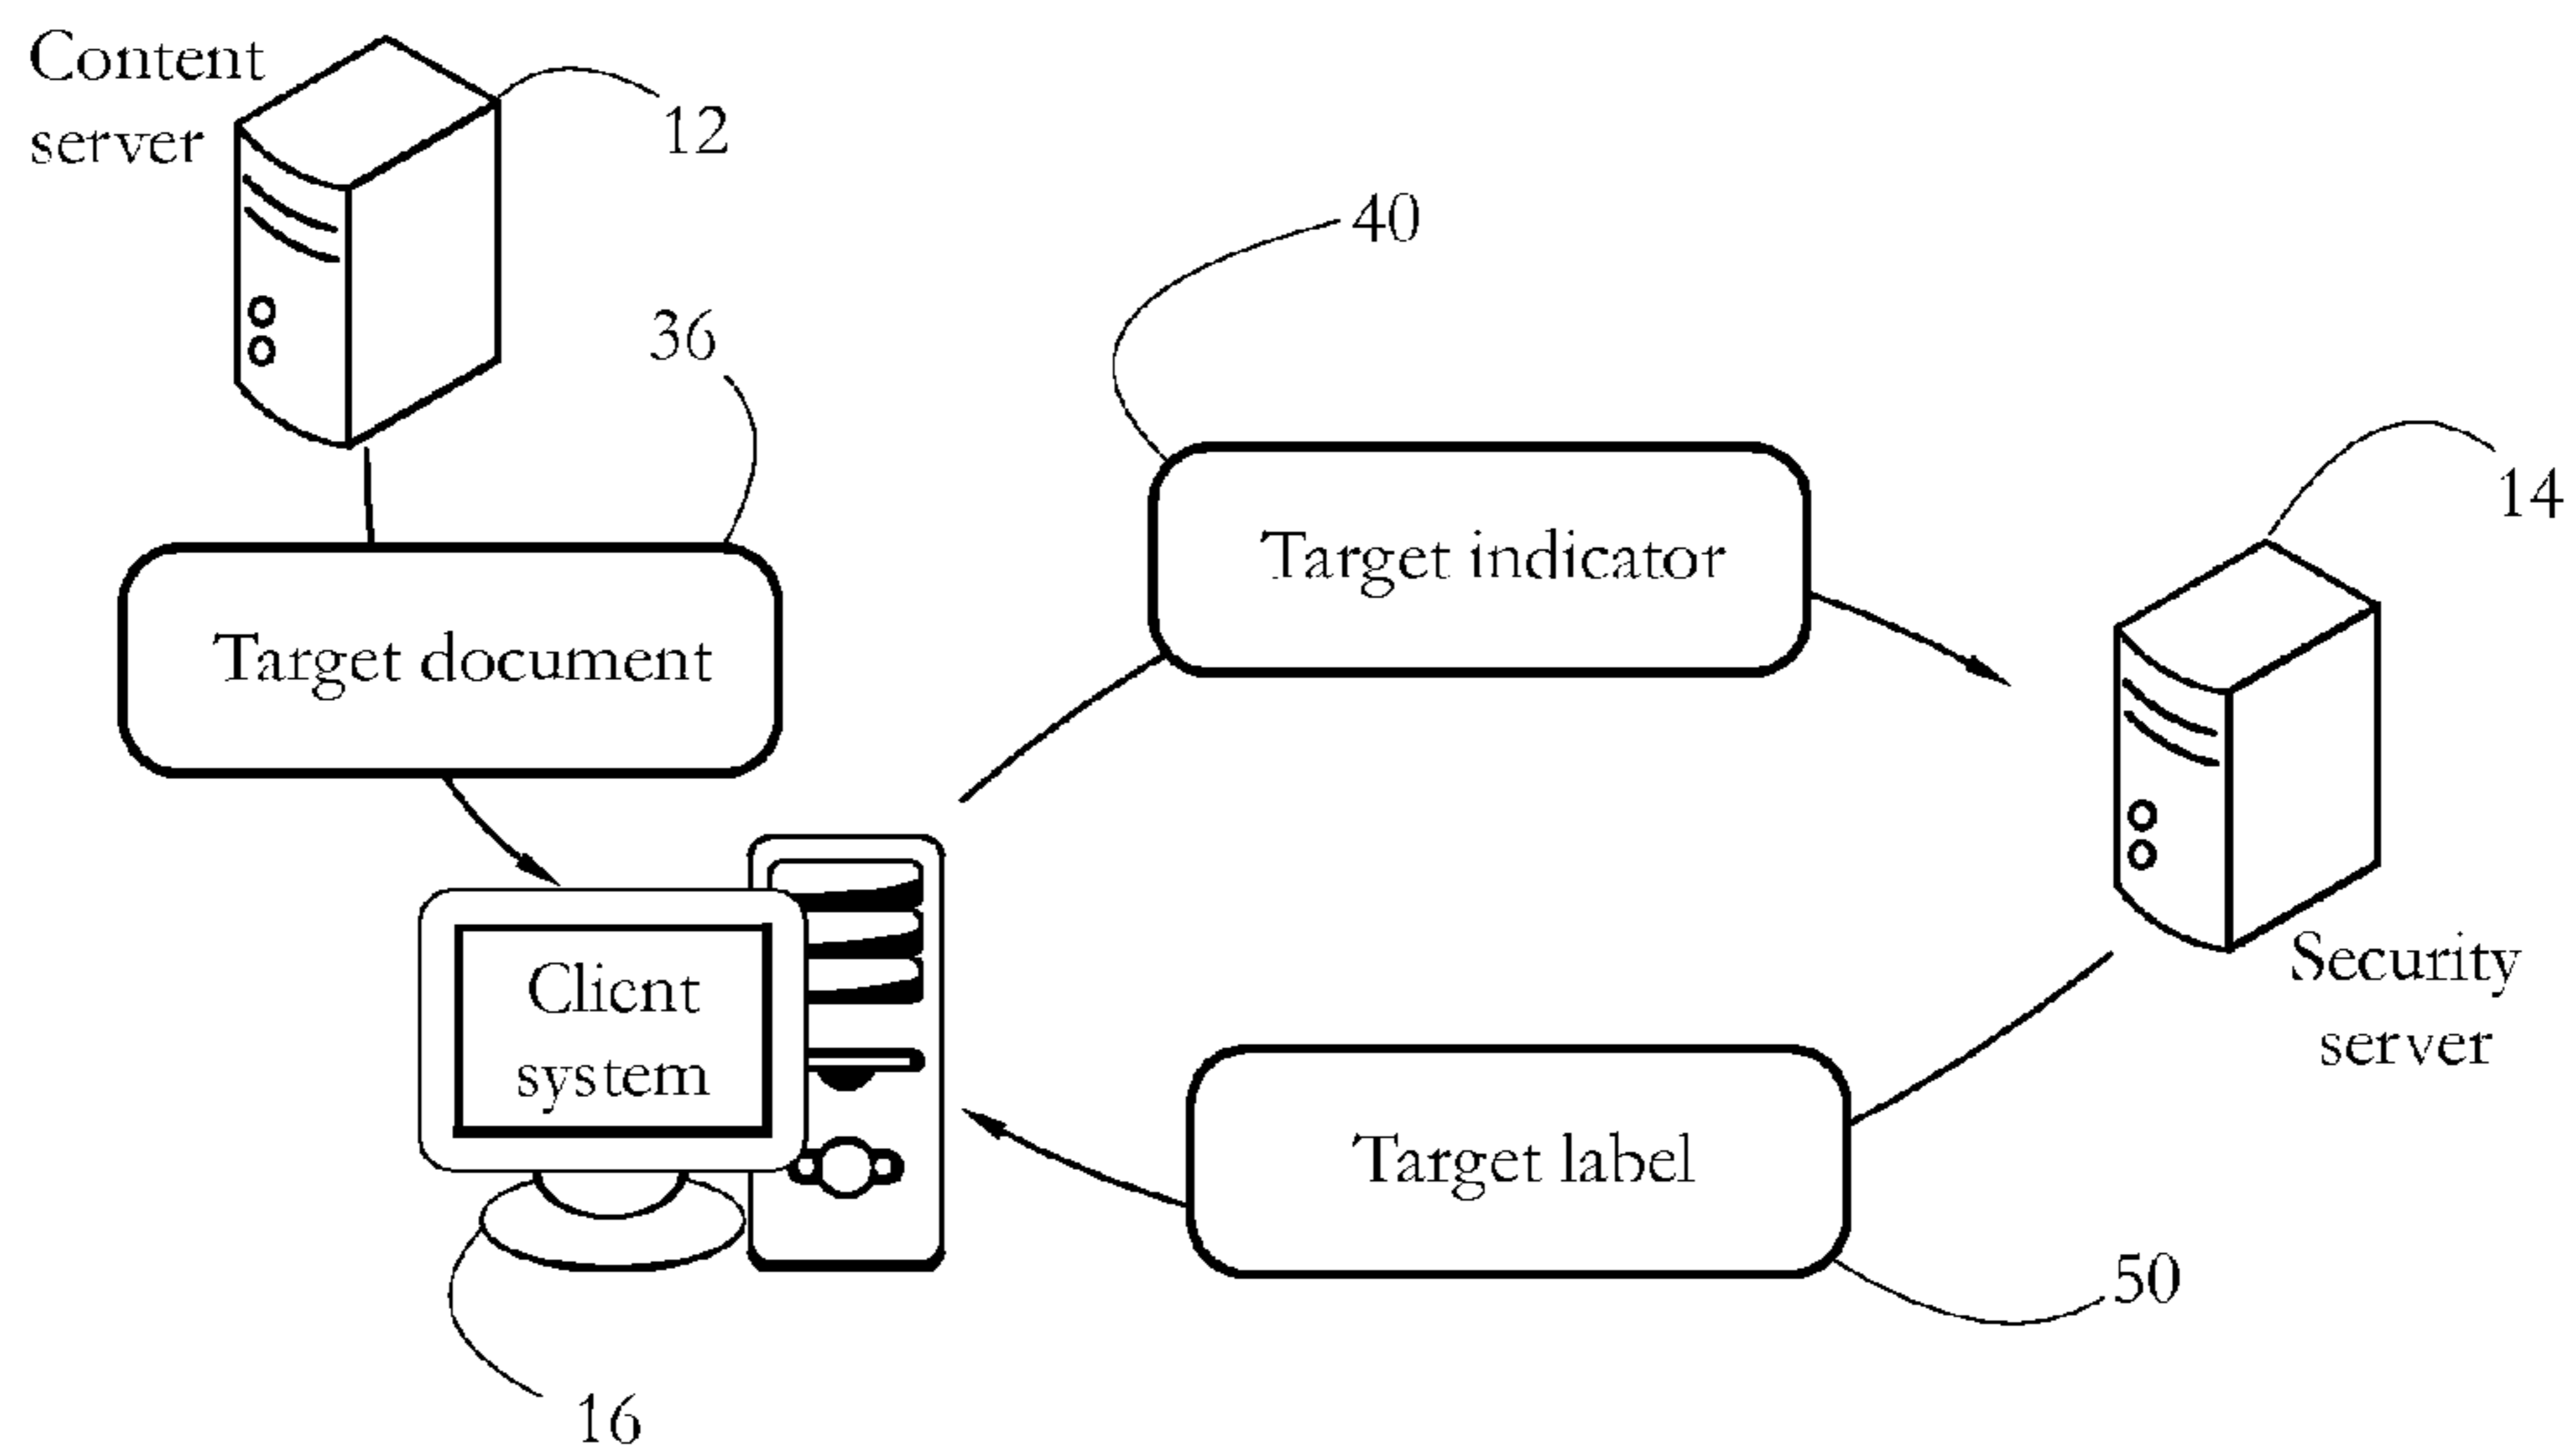 Content
server
12
40
36
14
Target indicator
Target document
Client
system
Security
server
Target label
50
16